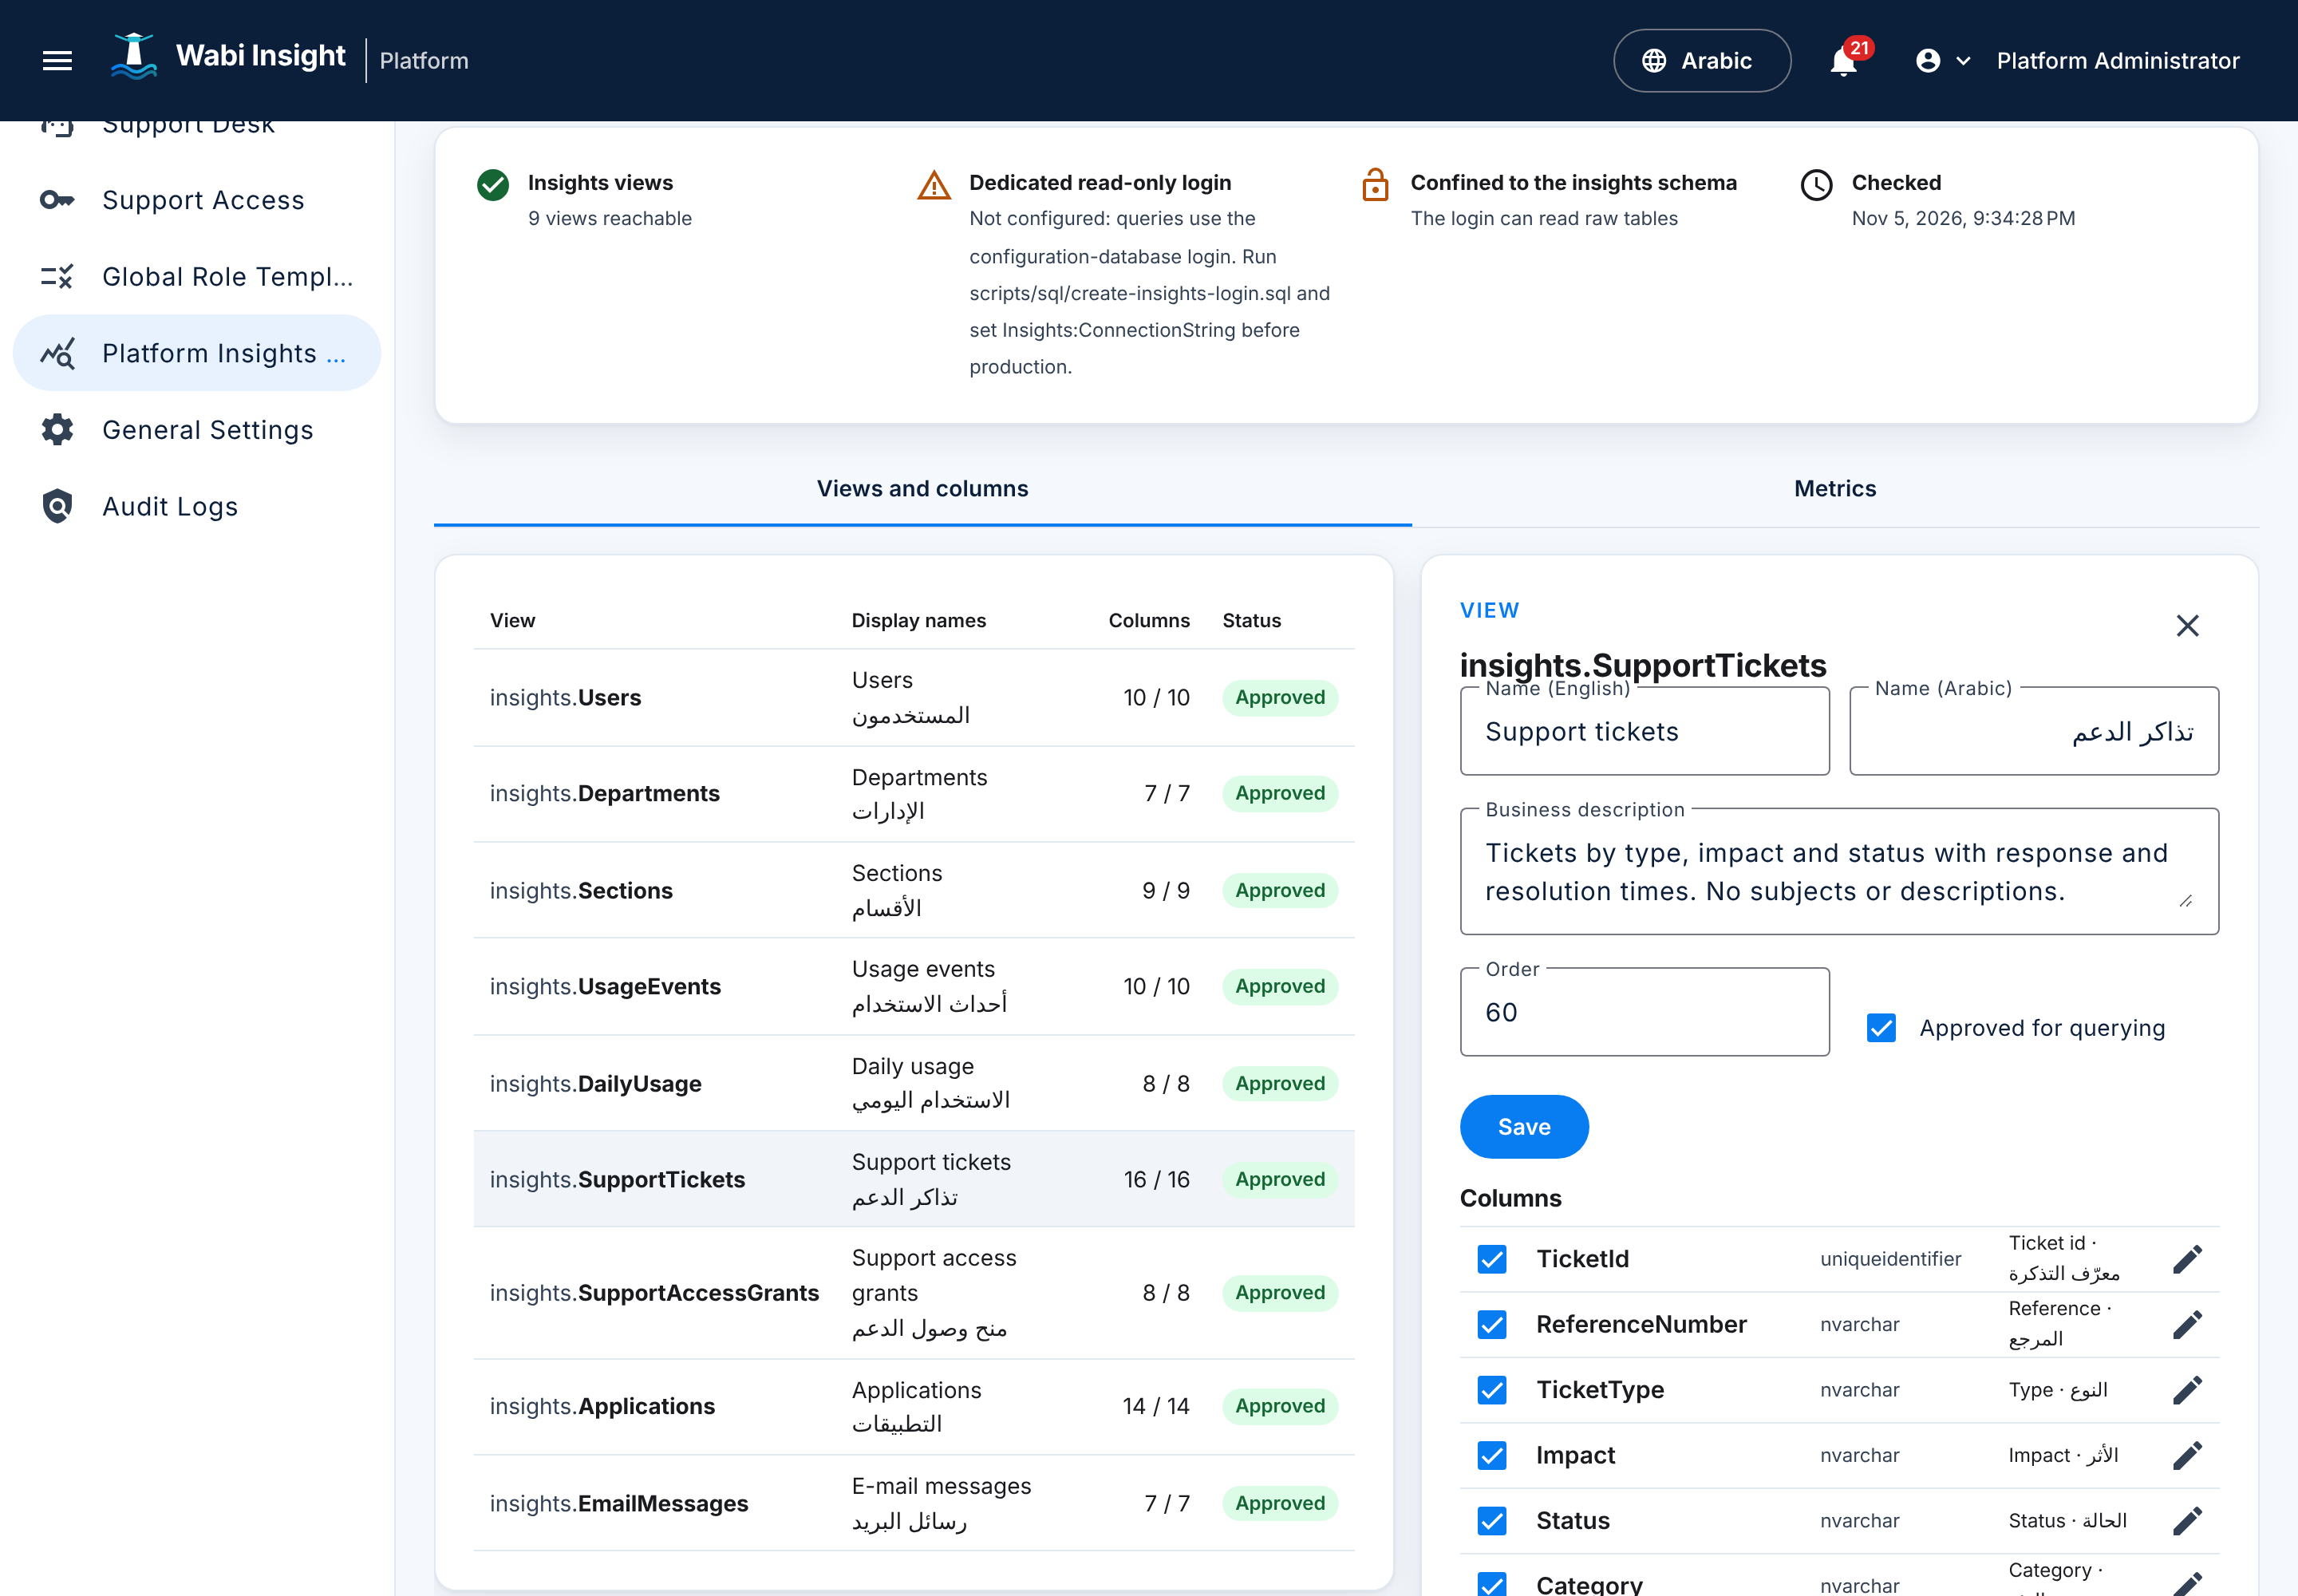 Wabi Insight
Platform
Arabic
21
Platform Administrator
Support Desk
Support Access
Global Role Templ...
Platform Insights ...
General Settings
Audit Logs
Insights views
9 views reachable
Dedicated read-only login
Not configured: queries use the
configuration-database login. Run
scripts/sql/create-insights-login.sql and
set Insights:ConnectionString before
production.
Confined to the insights schema
The login can read raw tables
Checked
Nov 5, 2026, 9:34:28 PM
Views and columns
Metrics
View Display names Columns Status
insights.Users
Users
المستخدمون
10 / 10
Approved
insights.Departments
Departments
الإدارات
7 / 7
Approved
insights.Sections
Sections
الأقسام
9 / 9
Approved
insights.UsageEvents
Usage events
أحداث الاستخدام
10 / 10
Approved
insights.DailyUsage
Daily usage
الاستخدام اليومي
8 / 8
Approved
insights.SupportTickets
Support tickets
تذاكر الدعم
16 / 16
Approved
insights.SupportAccessGrants
Support access
grants
منح وصول الدعم
8 / 8
Approved
insights.Applications
Applications
التطبيقات
14 / 14
Approved
insights.EmailMessages
E-mail messages
رسائل البريد
7 / 7
Approved
VIEW
insights.SupportTickets
Name (English)
Support tickets
Name (Arabic)
تذاكر الدعم
Business description
Tickets by type, impact and status with response and
resolution times. No subjects or descriptions.
Order
60
Approved for querying
Save
Columns
TicketId
uniqueidentifier
Ticket id ·
معرّف التذكرة
ReferenceNumber
nvarchar
Reference ·
المرجع
TicketType
nvarchar
Type · النوع
Impact
nvarchar
Impact · الأثر
Status
nvarchar
Status · الحالة
Category
nvarchar
Category ·